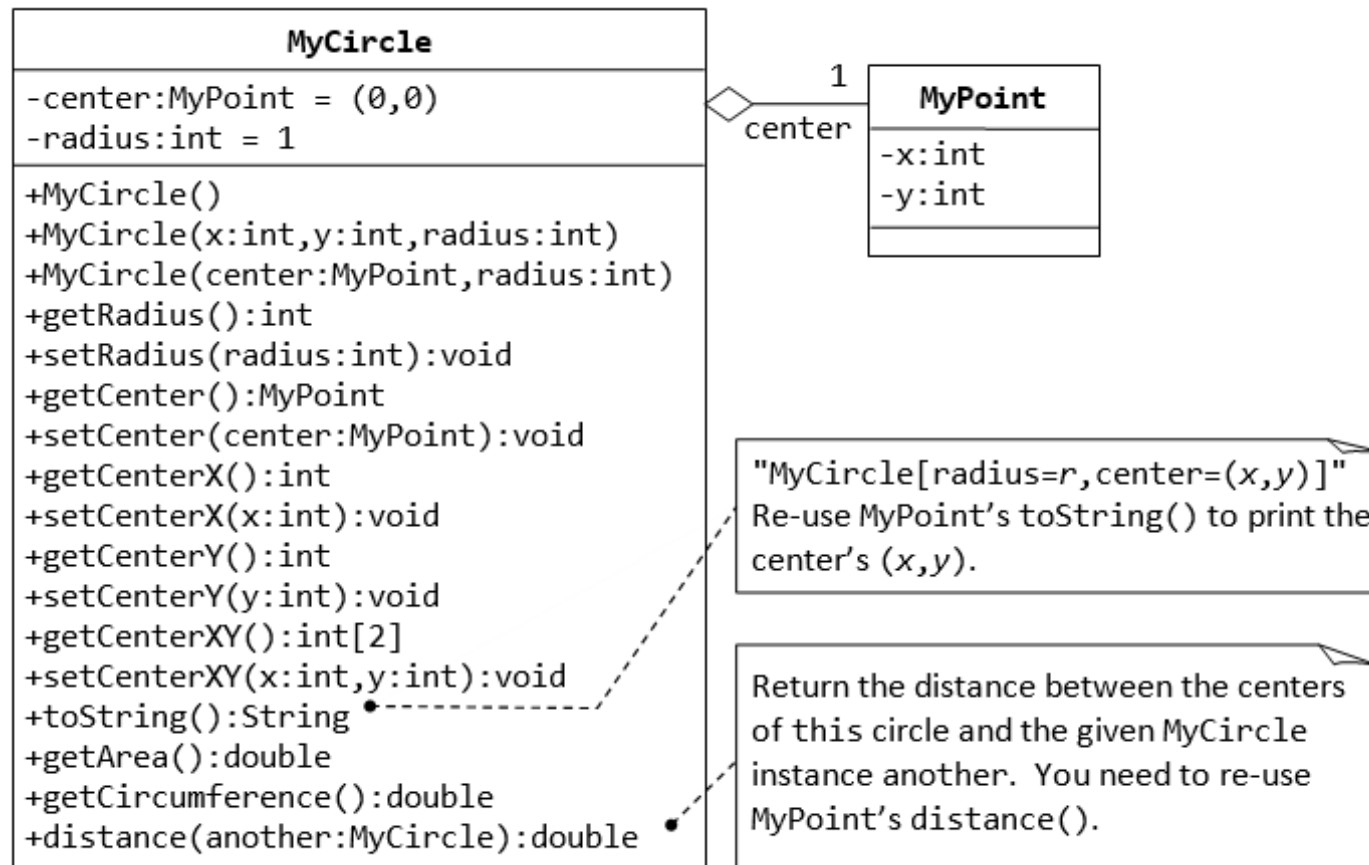 MyCircle
-center:MyPoint = (0,0)
-radius:int = 1
+MyCircle()
+MyCircle(x:int,y:int,radius:int)
+MyCircle(center:MyPoint,radius:int)
+getRadius():int
+setRadius(radius:int):void
+getCenter():MyPoint
+setCenter(center:MyPoint):void
+getCenterX():int
+setCenterX(x:int):void
+getCenterY():int
+setCenterY(y:int):void
+getCenterXY():int[2]
+setCenterXY(x:int,y:int):void
+toString():String
+getArea():double
+getCircumference():double
+distance(another:MyCircle):double
1
center
MyPoint
-x:int
-y:int
"MyCircle[radius=r,center=(x,y)]"
Re-use MyPoint's toString() to print the
center's (x,y).
Return the distance between the centers
of this circle and the given MyCircle
instance another. You need to re-use
MyPoint's distance().